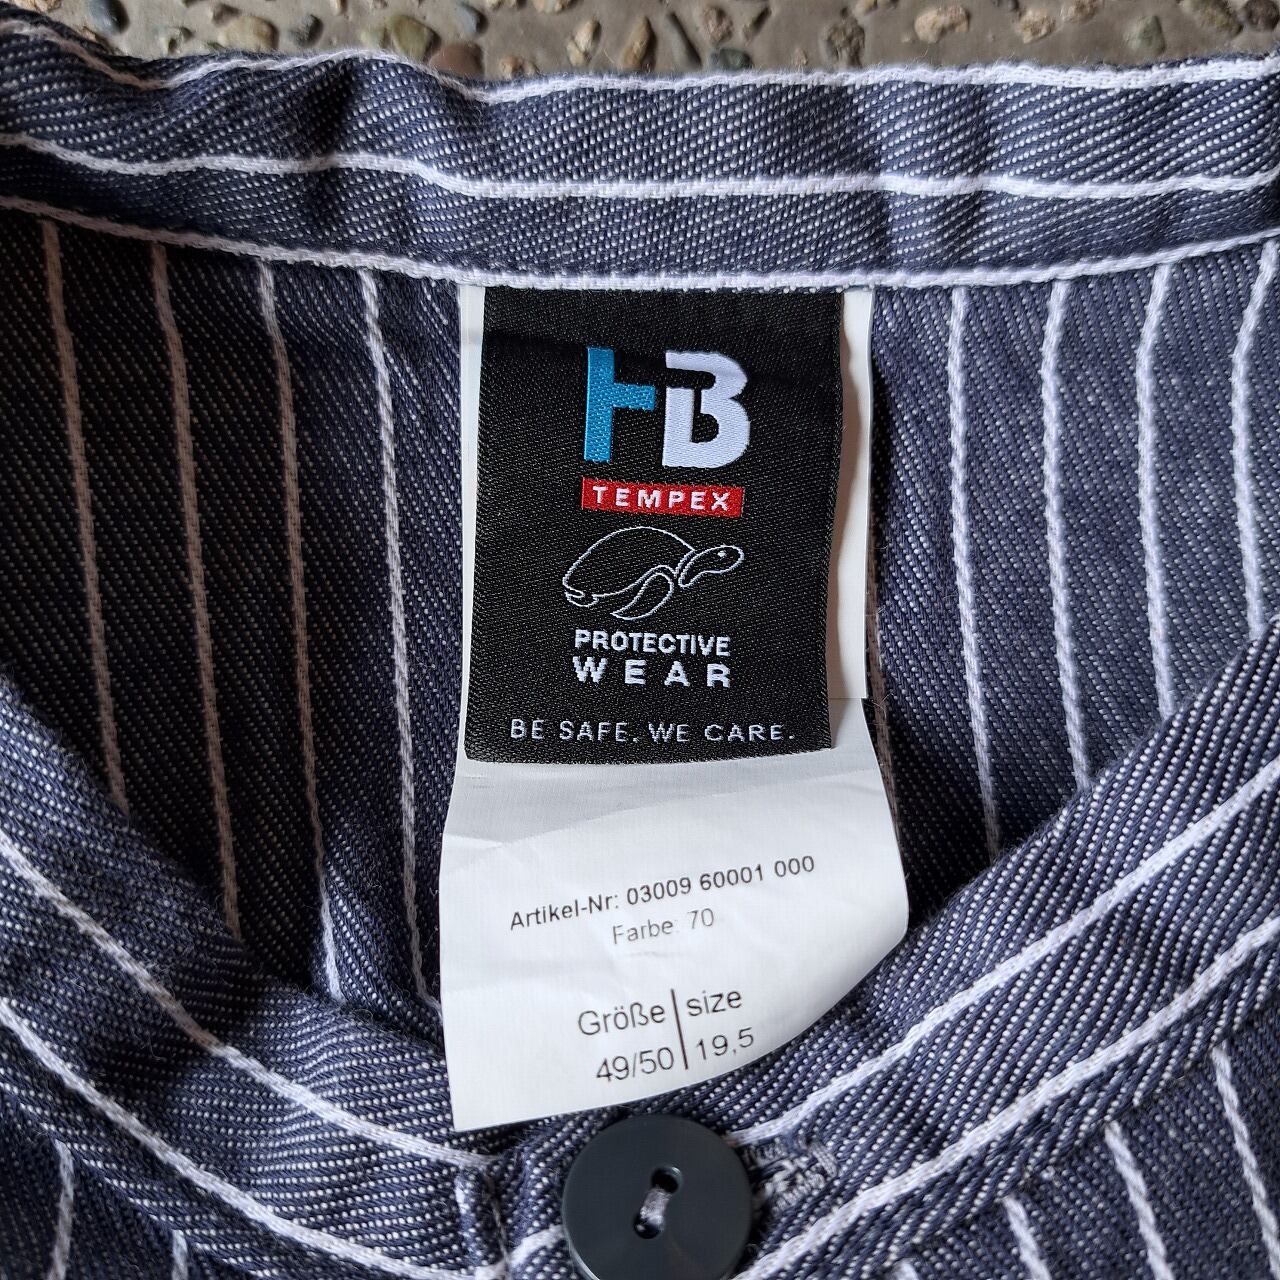 HB
TEMPEX
PROTECTIVE
WEAR
BE SAFE. WE CARE.
Artikel-Nr: 03009 60001 000
Farbe: 70
Größe | size
49/50 | 19,5